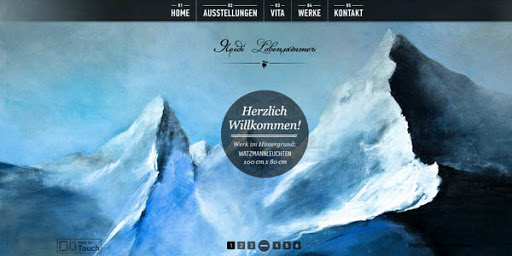 01 02 03 04 05
HOME AUSSTELLUNGEN VITA WERKE KONTAKT
Heidi
Herzlich
Willkommen!
Werk im Hintergrund:
WATZMANNLEUCHTEN
100 cm x 80 cm
Touch
1 2 3 4 5 6